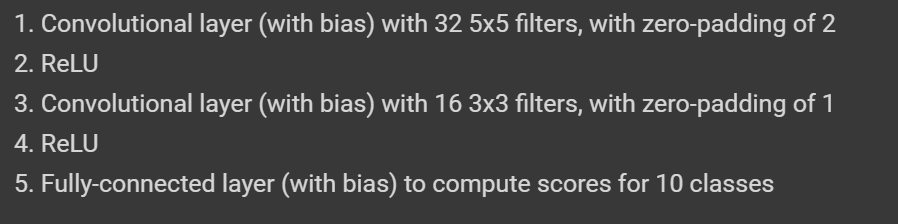 1. Convolutional layer (with bias) with 32 5x5 filters, with zero-padding of 2
2. ReLU
3. Convolutional layer (with bias) with 16 3x3 filters, with zero-padding of 1
4. ReLU
5. Fully-connected layer (with bias) to compute scores for 10 classes